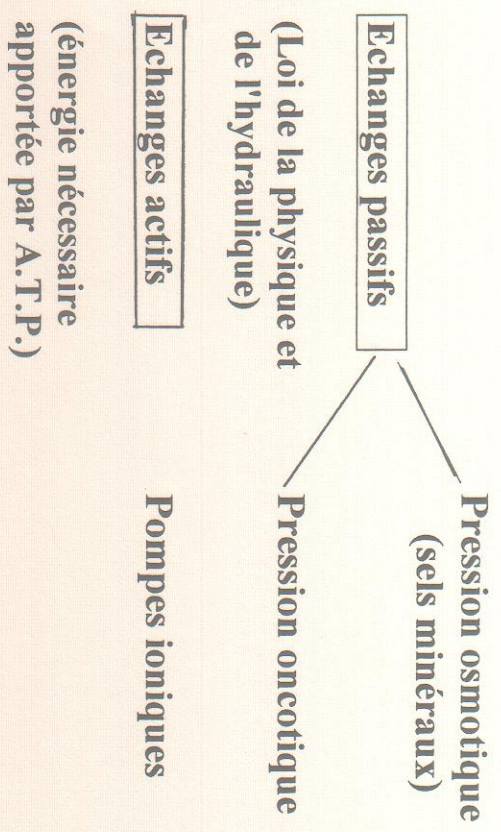 Pression osmotique
(sels minéraux)
Echanges passifs
(Loi de la physique et
de l'hydraulique)
Pression oncotique
Echanges actifs
Pompes ioniques
(énergie nécessaire
apportée par A.T.P.)